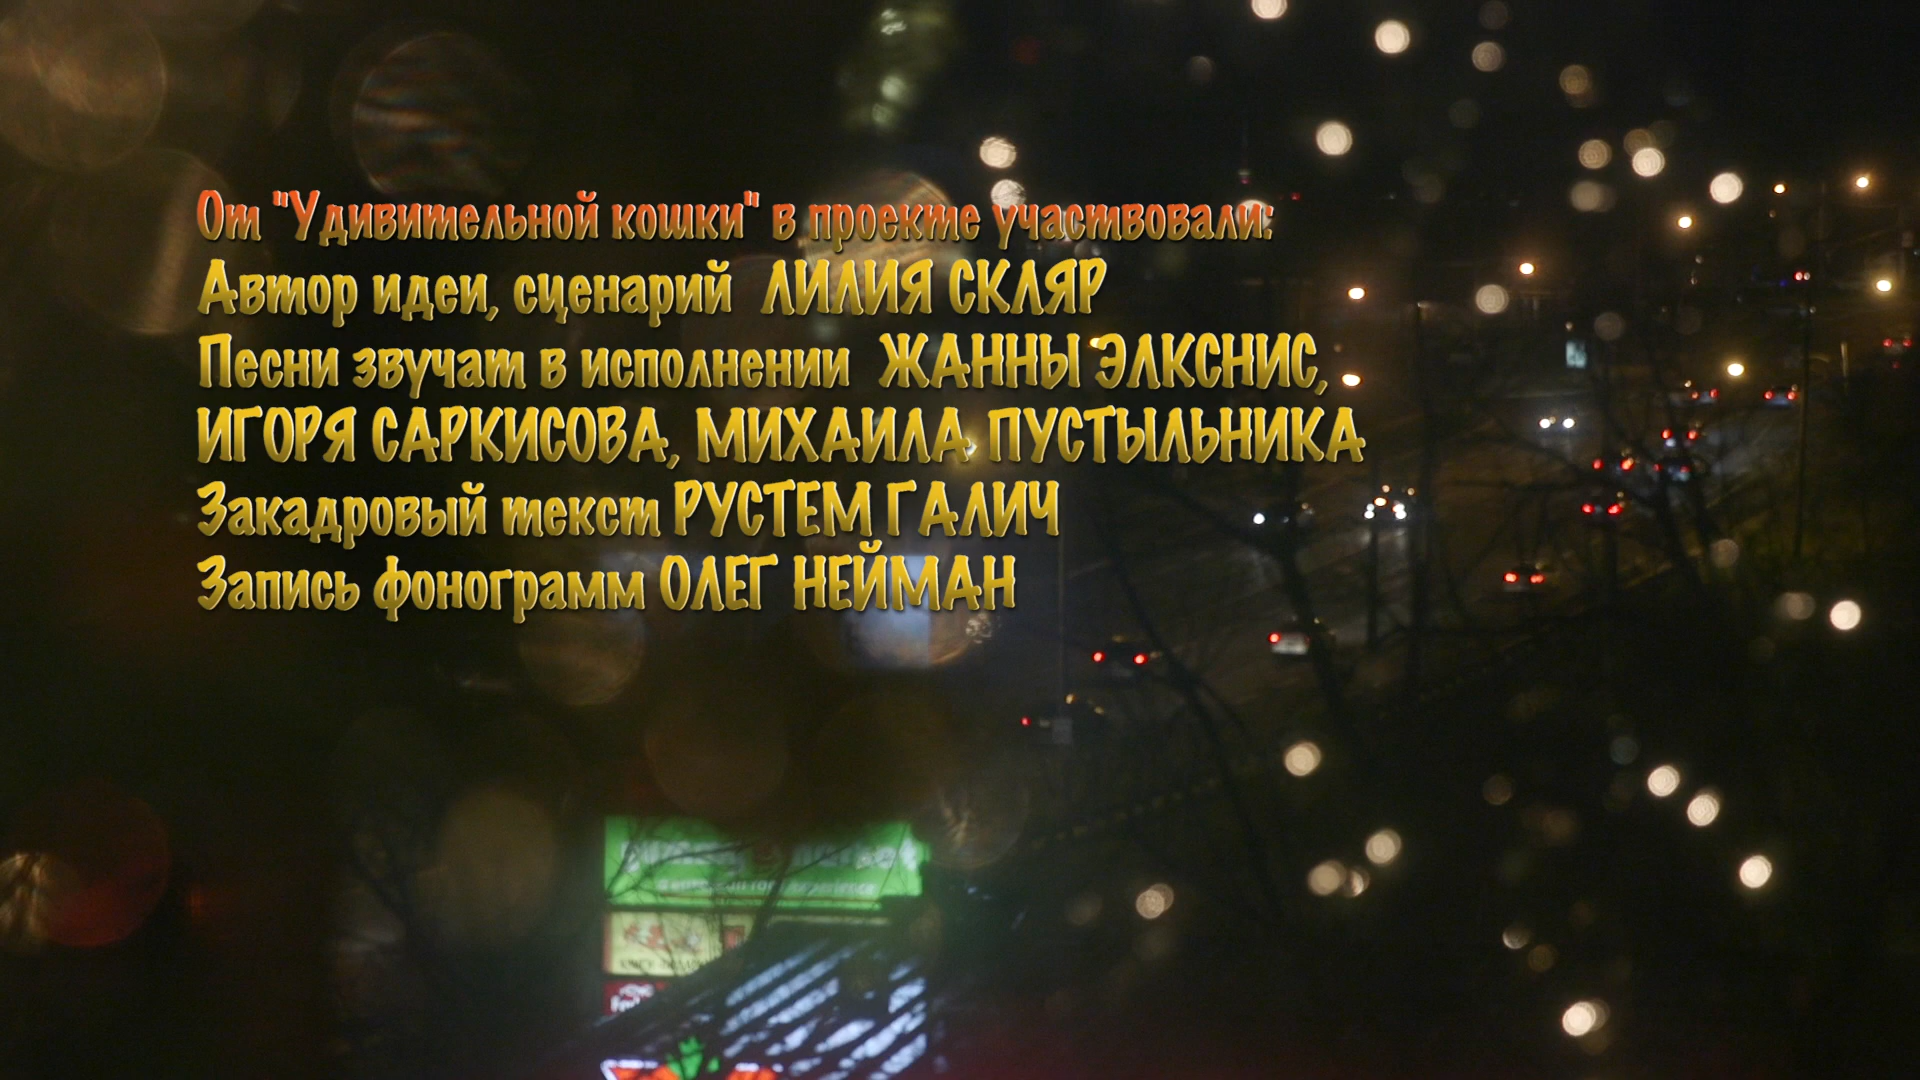 От "Удивительной кошки" в проекте участвовали:
Автор идеи, сценарий ЛИЛИЯ СКЛЯР
Песни звучат в исполнении ЖАННЫ ЭЛКСНИС,
ИГОРЯ САРКИСОВА, МИХАИЛА ПУСТЫЛЬНИКА
Закадровый текст РУСТЕМ ГАЛИЧ
Запись фонограмм ОЛЕГ НЕЙМАН